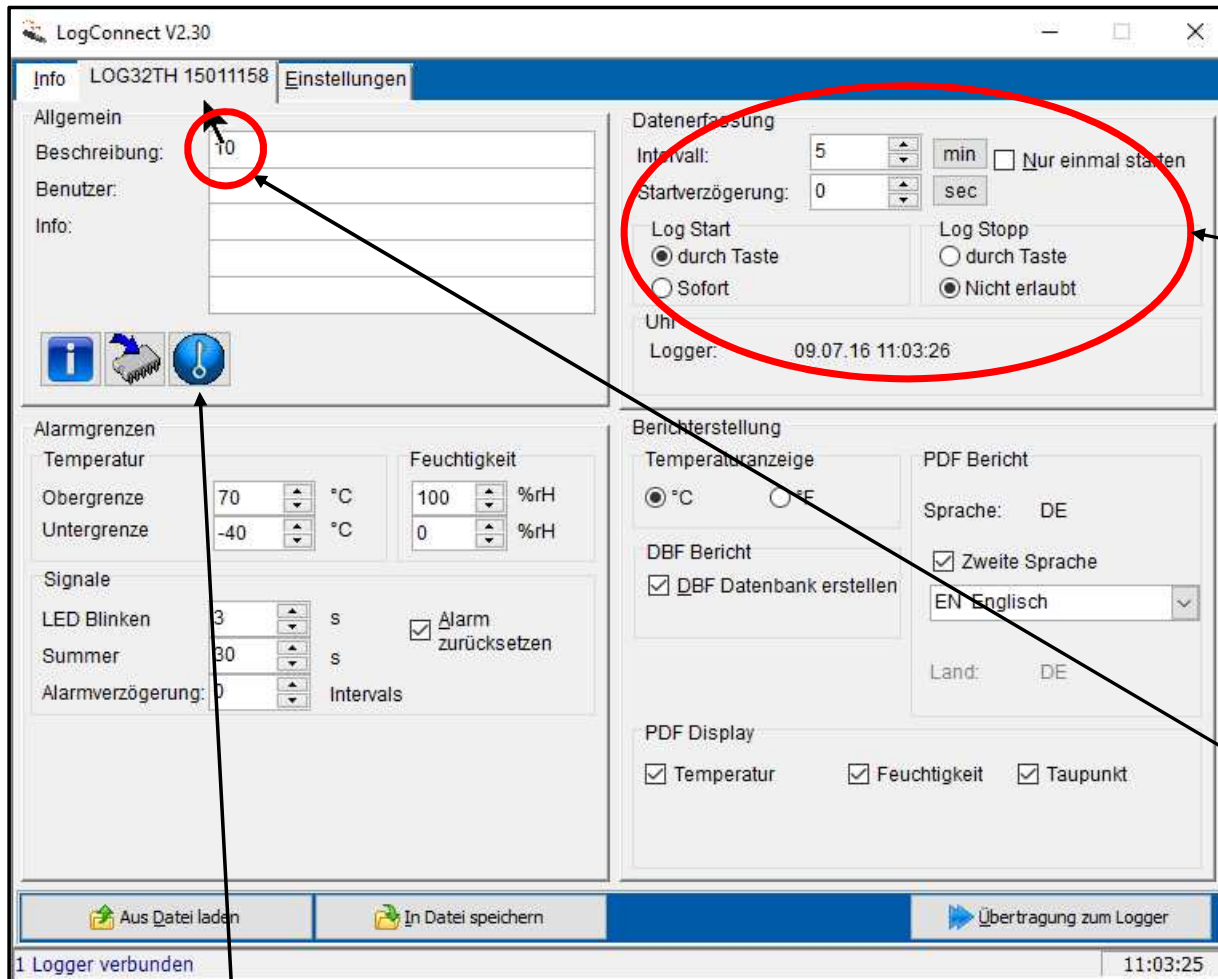 LogConnect V2.30
Info LOG32TH 15011158 Einstellungen
Allgemein
Beschreibung: 10
Benutzer:
Info:
Datenerfassung
Intervall: 5 min Nur einmal starten
Startverzögerung: 0 sec
Log Start
durch Taste
Sofort
Log Stopp
durch Taste
Nicht erlaubt
Uhr
Logger: 09.07.16 11:03:26
Alarmgrenzen
Temperatur
Obergrenze 70 °C
Untergrenze -40 °C
Feuchtigkeit
100 %rH
0 %rH
Signale
LED Blinken 3 s
Summer 30 s
Alarmverzögerung: 0 Intervals
Alarm
zurücksetzen
Berichterstellung
Temperaturanzeige
°C °F
DBF Bericht
DBF Datenbank erstellen
PDF Bericht
Sprache: DE
Zweite Sprache
EN Englisch
Land: DE
PDF Display
Temperatur Feuchtigkeit Taupunkt
Aus Datei laden In Datei speichern Übertragung zum Logger
1 Logger verbunden 11:03:25